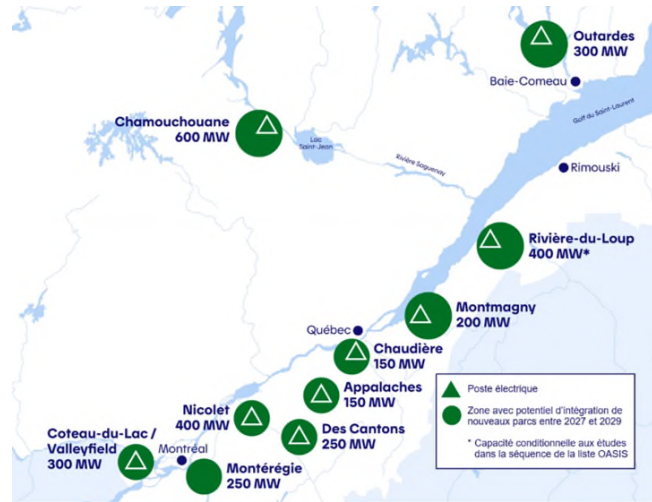 Outardes
300 MW
Baie-Comeau
Golf du Saint-Laurent
Chamouchouane
600 MW
Lac
Saint-Jean
Rivière Saguenay
Rimouski
Rivière-du-Loup
400 MW*
Montmagny
200 MW
Québec
Chaudière
150 MW
Appalaches
150 MW
Nicolet
400 MW
Des Cantons
250 MW
Coteau-du-Lac /
Valleyfield
300 MW
Montréal
Montérégie
250 MW
Poste électrique
Zone avec potentiel d'intégration de
nouveaux parcs entre 2027 et 2029
* Capacité conditionnelle aux études
dans la séquence de la liste OASIS